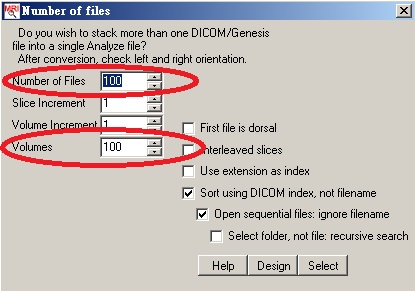 MRI
Number of files
Do you wish to stack more than one DICOM/Genesis
file into a single Analyze file?
After conversion, check left and right orientation.
Number of Files 100
Slice Increment 1
Volume Increment 1
First file is dorsal
Volumes 100
Interleaved slices
Use extension as index
Sort using DICOM index, not filename
Open sequential files: ignore filename
Select folder, not file: recursive search
Help Design Select